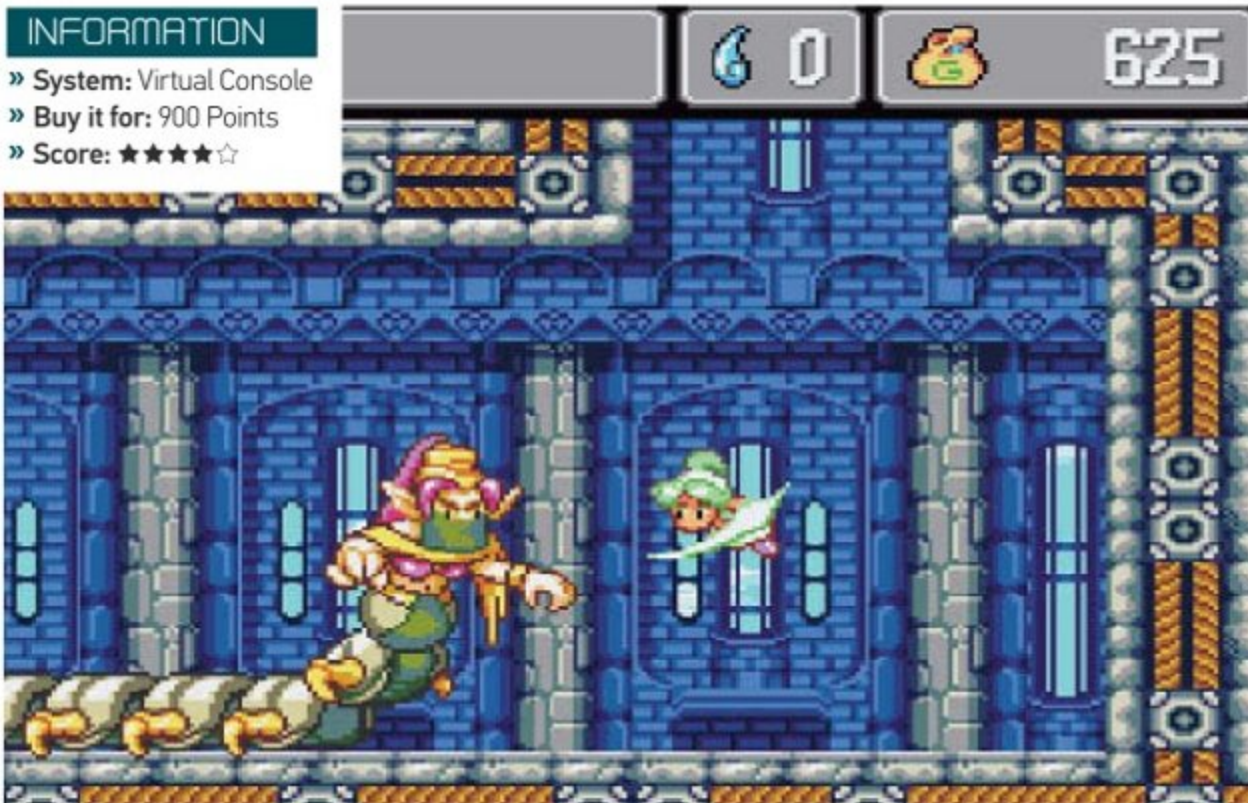 INFORMATION
» System: Virtual Console
» Buy it for: 900 Points
» Score: ★★★★☆
0
G
625